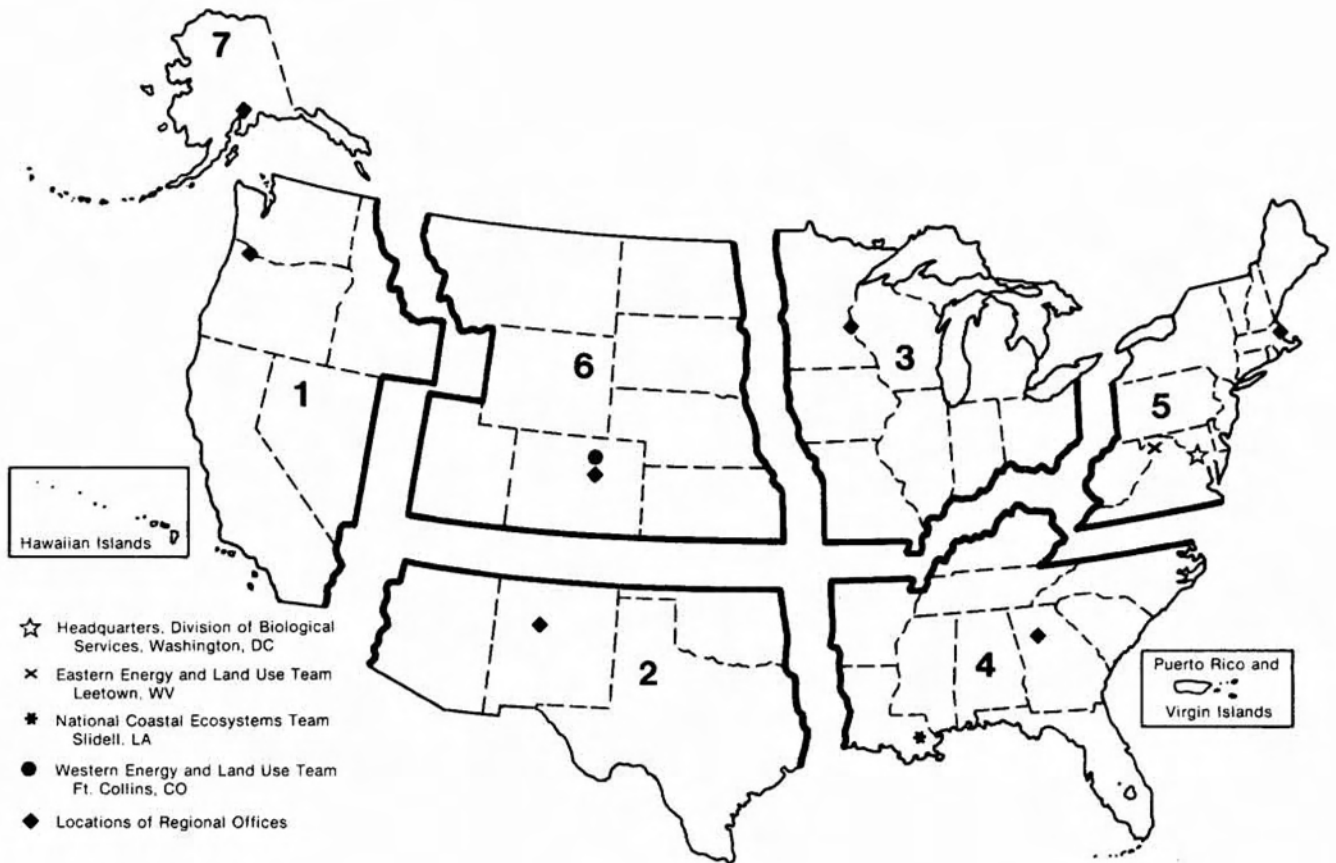 7
3
6
1
5
Hawaiian Islands
Headquarters, Division of Biological
Services, Washington, DC
Eastern Energy and Land Use Team
Leetown, WV
National Coastal Ecosystems Team
Slidell, LA
Western Energy and Land Use Team
Ft. Collins, CO
Locations of Regional Offices
2
4
Puerto Rico and
Virgin Islands